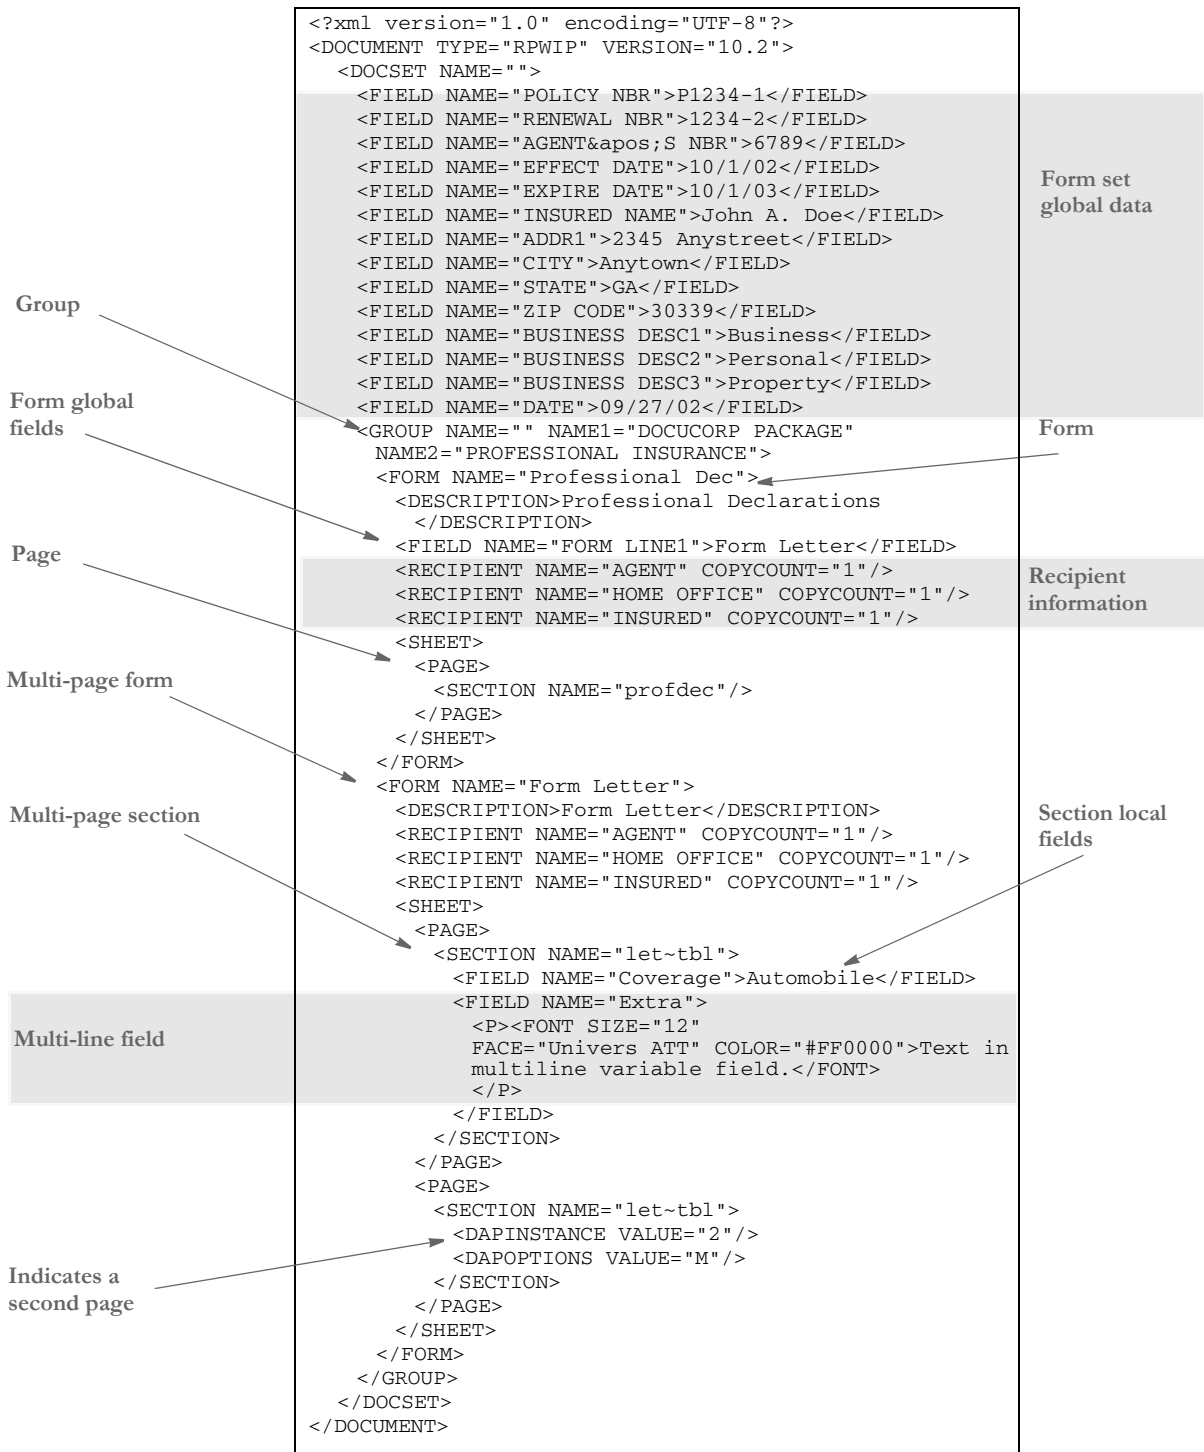 <?xml version="1.0" encoding="UTF-8"?>
<DOCUMENT TYPE="RPWIP" VERSION="10.2">
<DOCSET NAME="">
<FIELD NAME="POLICY NBR">P1234-1</FIELD>
<FIELD NAME="RENEWAL NBR">1234-2</FIELD>
<FIELD NAME="AGENT&apos;S NBR">6789</FIELD>
<FIELD NAME="EFFECT DATE">10/1/02</FIELD>
<FIELD NAME="EXPIRE DATE">10/1/03</FIELD>
<FIELD NAME="INSURED NAME">John A. Doe</FIELD>
<FIELD NAME="ADDR1">2345 Anystreet</FIELD>
<FIELD NAME="CITY">Anytown</FIELD>
<FIELD NAME="STATE">GA</FIELD>
<FIELD NAME="ZIP CODE">30339</FIELD>
<FIELD NAME="BUSINESS DESC1">Business</FIELD>
<FIELD NAME="BUSINESS DESC2">Personal</FIELD>
<FIELD NAME="BUSINESS DESC3">Property</FIELD>
<FIELD NAME="DATE">09/27/02</FIELD>
<GROUP NAME="" NAME1="DOCUCORP PACKAGE"
NAME2="PROFESSIONAL INSURANCE">
<FORM NAME="Professional Dec">
<DESCRIPTION>Professional Declarations
</DESCRIPTION>
<FIELD NAME="FORM LINE1">Form Letter</FIELD>
<RECIPIENT NAME="AGENT" COPYCOUNT="1"/>
<RECIPIENT NAME="HOME OFFICE" COPYCOUNT="1"/>
<RECIPIENT NAME="INSURED" COPYCOUNT="1"/>
<SHEET>
<PAGE>
<SECTION NAME="profdec"/>
</PAGE>
</SHEET>
</FORM>
<FORM NAME="Form Letter">
<DESCRIPTION>Form Letter</DESCRIPTION>
<RECIPIENT NAME="AGENT" COPYCOUNT="1"/>
<RECIPIENT NAME="HOME OFFICE" COPYCOUNT="1"/>
<RECIPIENT NAME="INSURED" COPYCOUNT="1"/>
<SHEET>
<PAGE>
<SECTION NAME="let~tbl">
<FIELD NAME="Coverage">Automobile</FIELD>
<FIELD NAME="Extra">
<P><FONT SIZE="12"
FACE="Univers ATT" COLOR="#FF0000">Text in
multiline variable field.</FONT>
</P>
</FIELD>
</SECTION>
</PAGE>
<PAGE>
<SECTION NAME="let~tbl">
<DAPINSTANCE VALUE="2"/>
<DAPOPTIONS VALUE="M"/>
</SECTION>
</PAGE>
</SHEET>
</FORM>
</GROUP>
</DOCSET>
</DOCUMENT>
Group
Form global
fields
Page
Multi-page form
Multi-page section
Multi-line field
Indicates a
second page
Form set
global data
Form
Recipient
information
Section local
fields